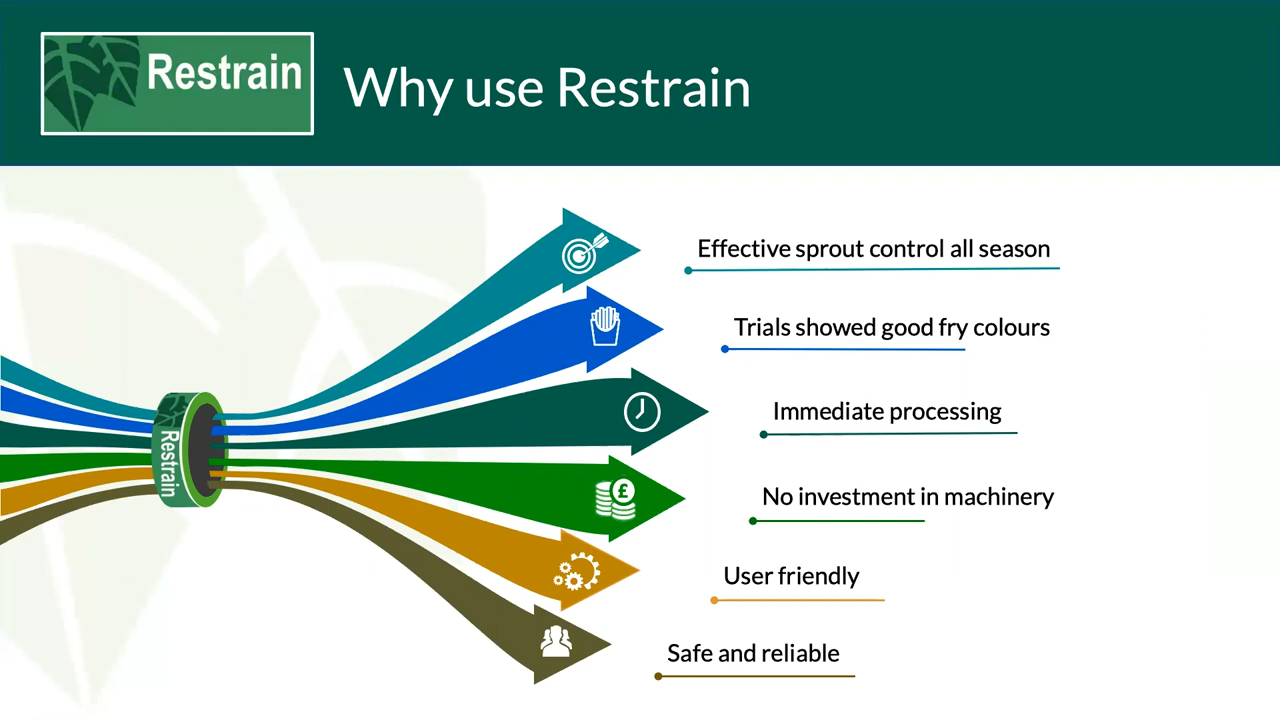 Restrain
Why use Restrain
Effective sprout control all season
Trials showed good fry colours
Immediate processing
Restrain
£
No investment in machinery
User friendly
Safe and reliable